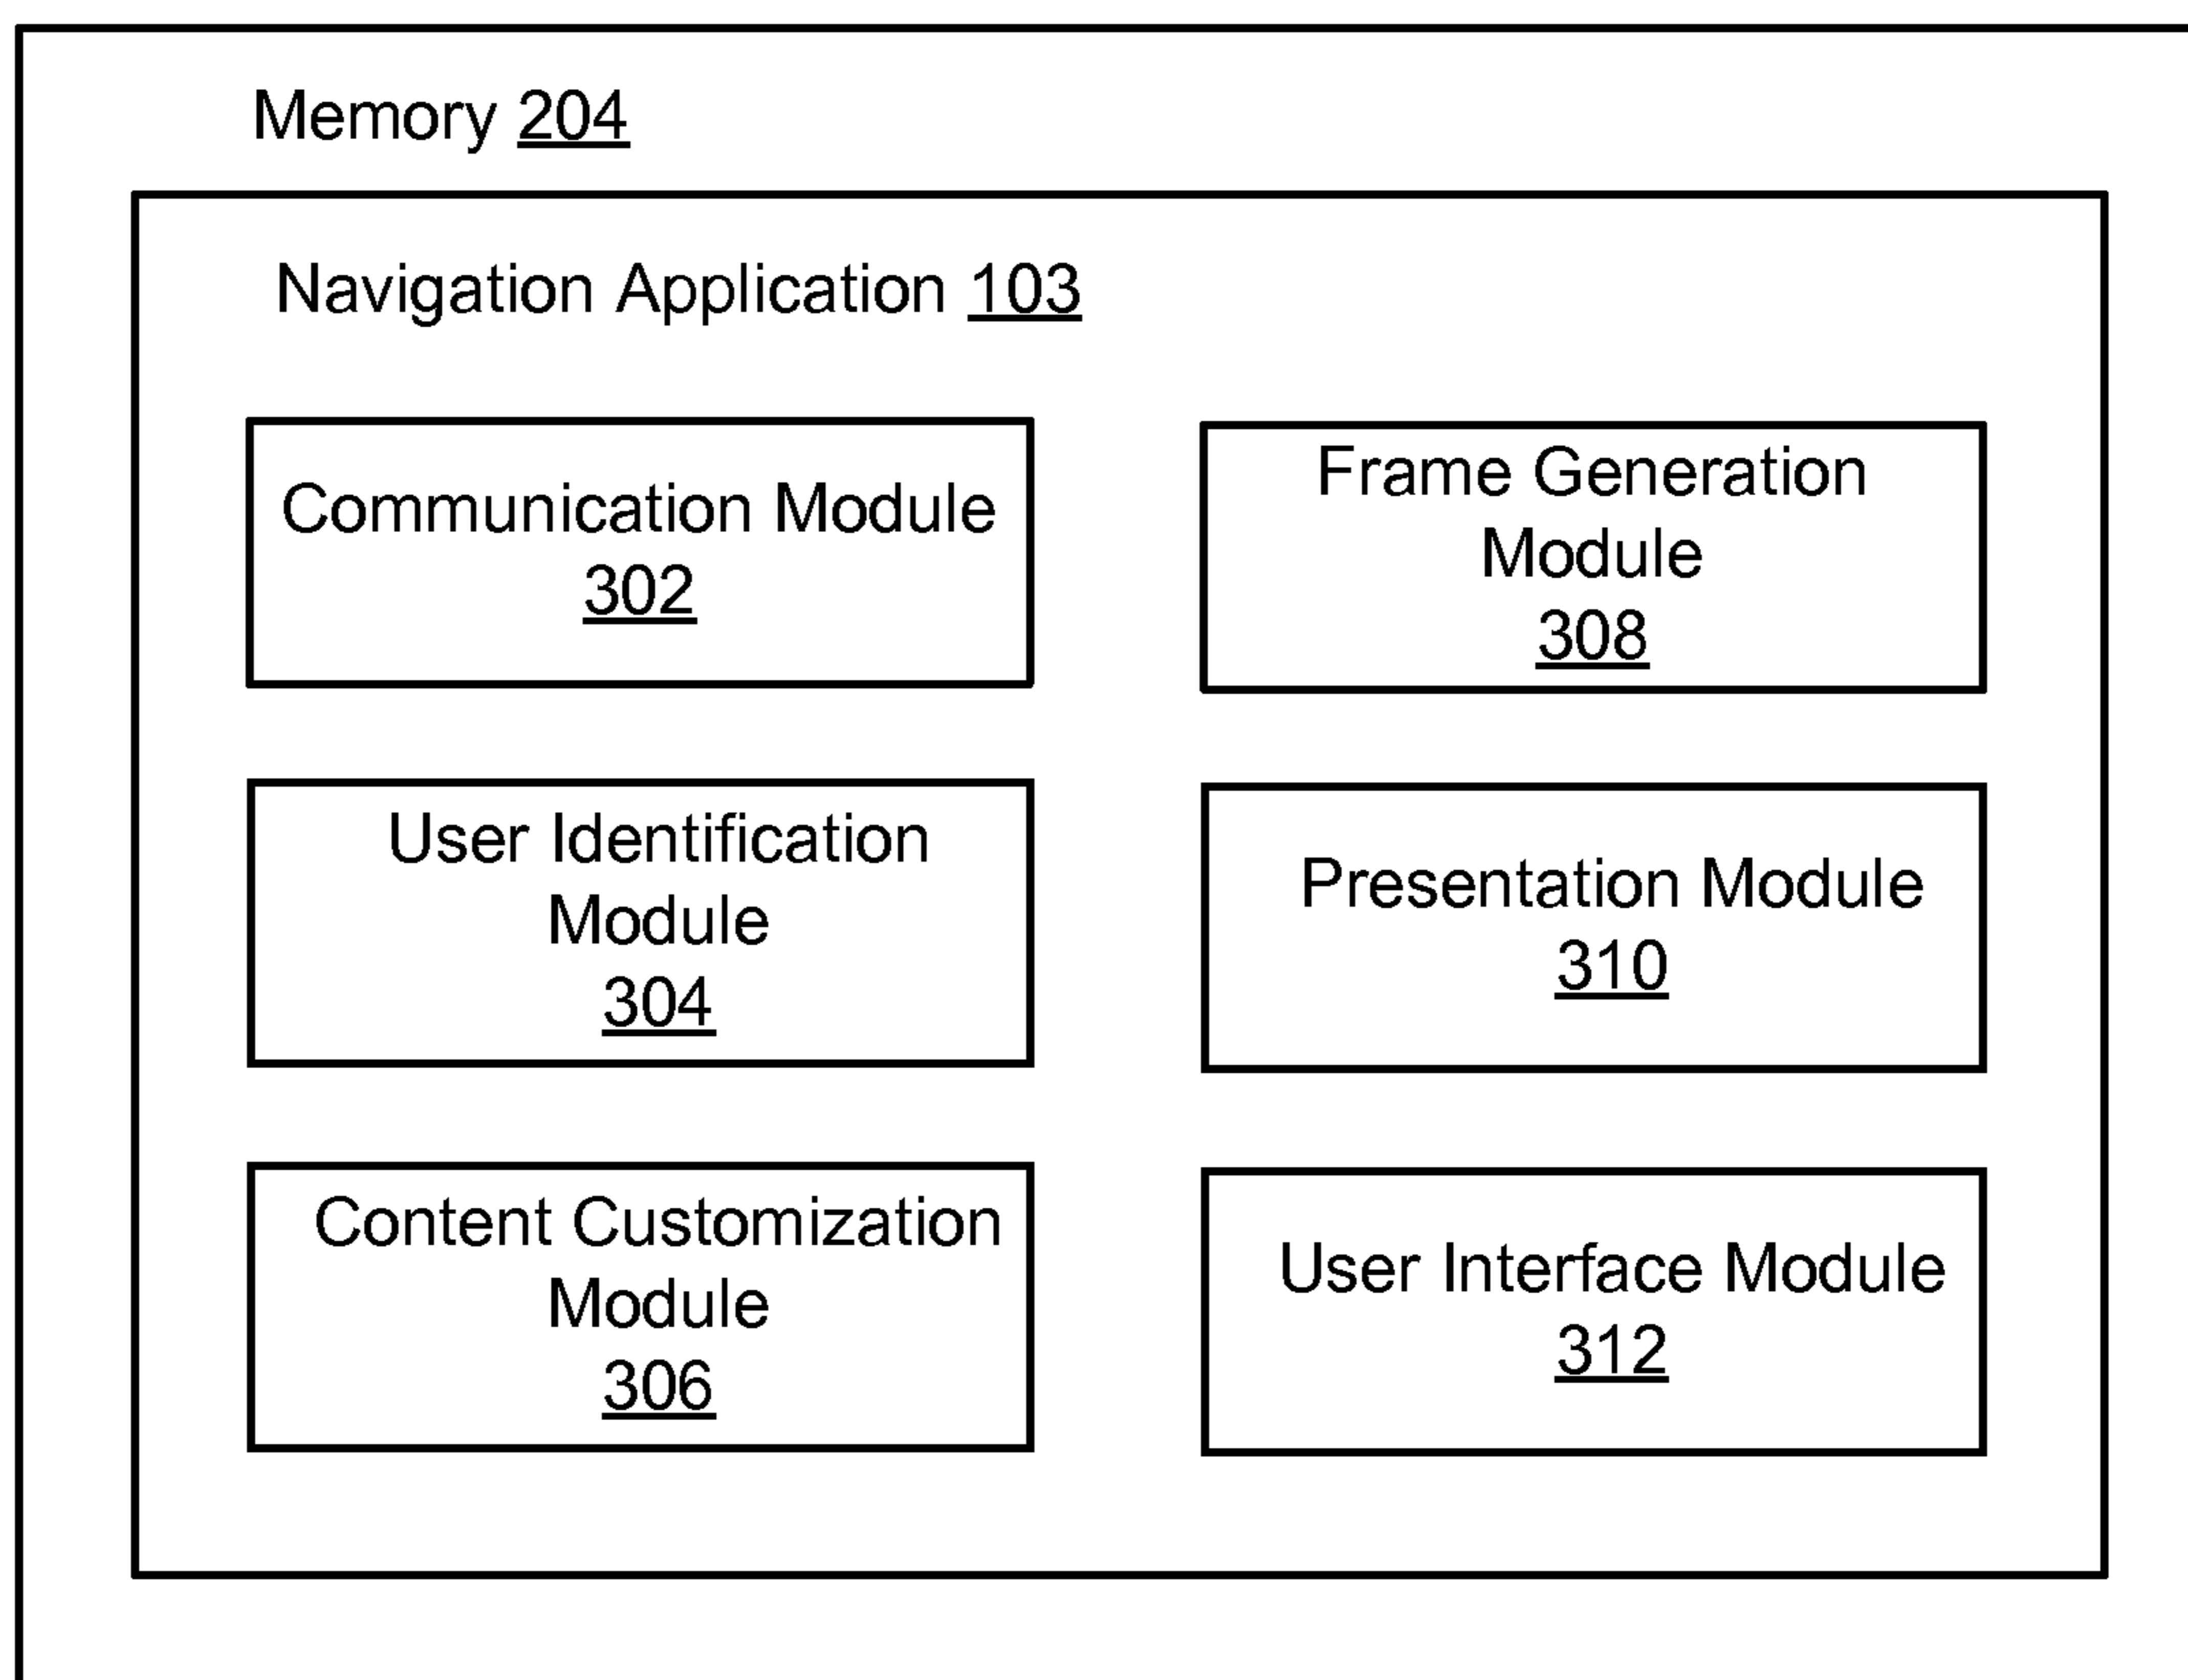 Memory 204
Navigation Application 103
Communication Module
302
User Identification
Module
304
Content Customization
Module
306
Frame Generation
Module
308
Presentation Module
310
User Interface Module
312